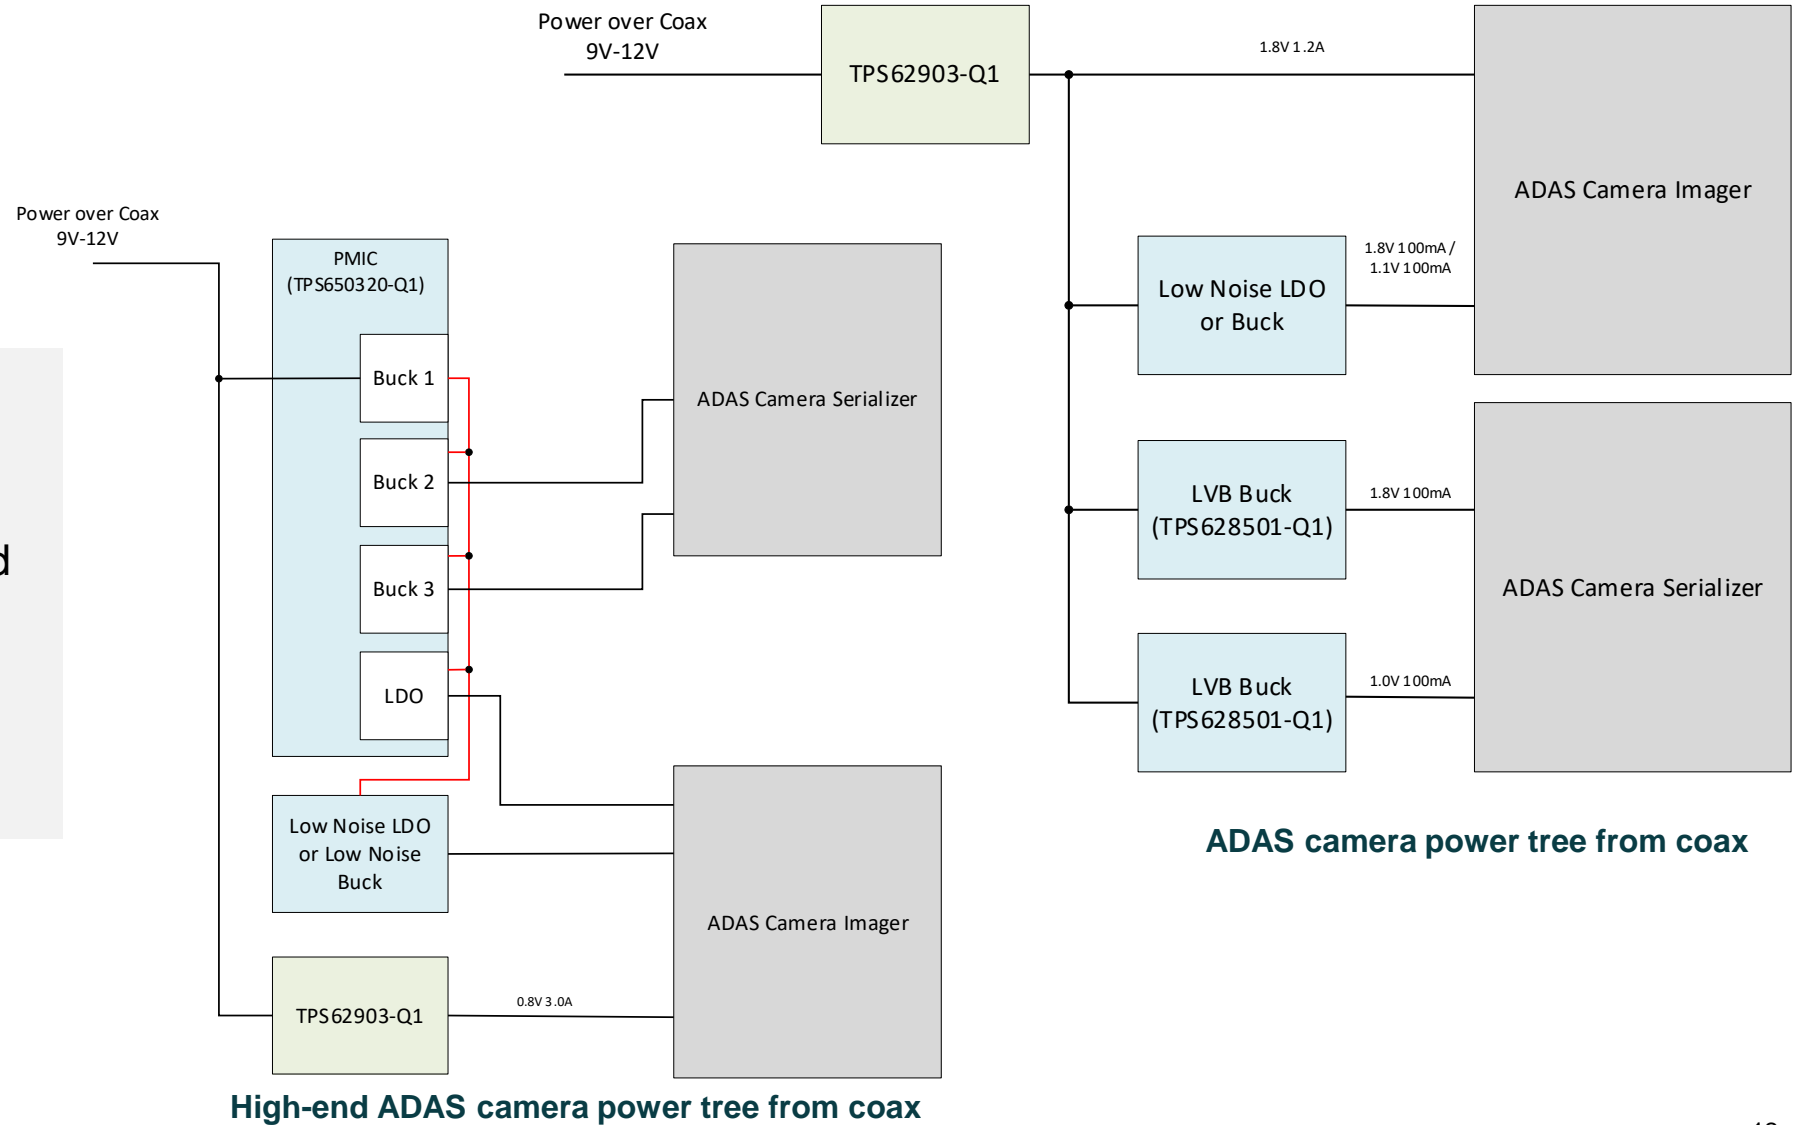 Power over Coax
9V-12V
TPS62903-Q1
1.8V 1.2A
ADAS Camera Imager
Low Noise LDO
or Buck
1.8V 100mA /
1.1V 100mA
LVB Buck
(TPS628501-Q1)
1.8V 100mA
ADAS Camera Serializer
LVB Buck
(TPS628501-Q1)
1.0V 100mA
ADAS camera power tree from coax
Power over Coax
9V-12V
PMIC
(TPS650320-Q1)
Buck 1
Buck 2
Buck 3
LDO
ADAS Camera Serializer
Low Noise LDO
or Low Noise
Buck
ADAS Camera Imager
TPS62903-Q1
0.8V 3.0A
High-end ADAS camera power tree from coax